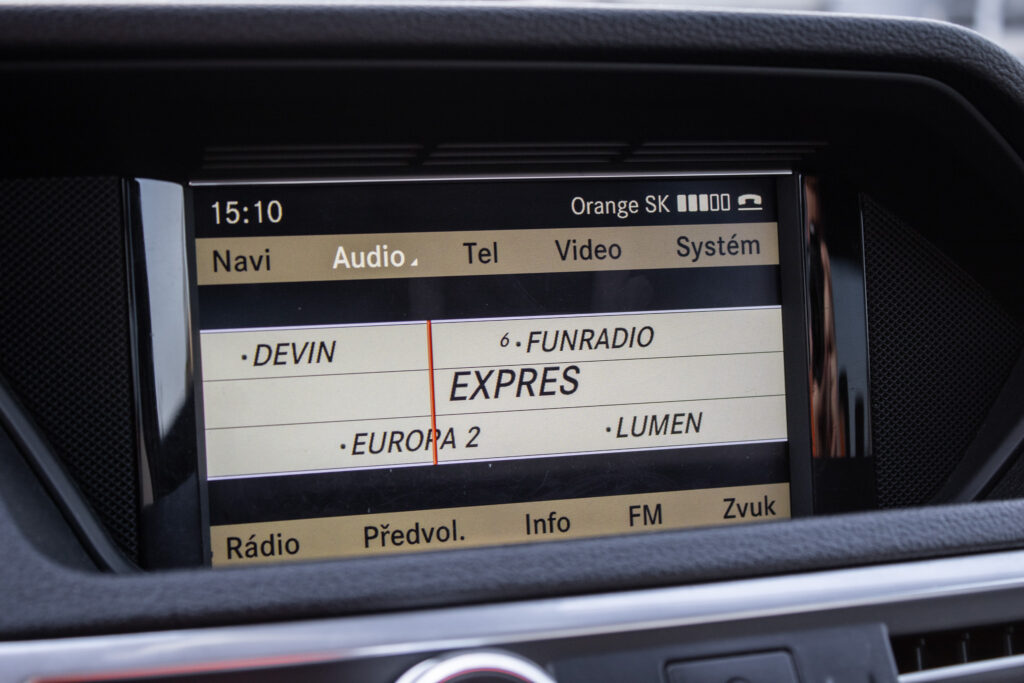 15:10 Orange SK
Navi Audio Tel Video Systém
DEVIN 6 FUNRADIO
EXPRES
EUROPA 2 LUMEN
Rádio Předvol. Info FM Zvuk